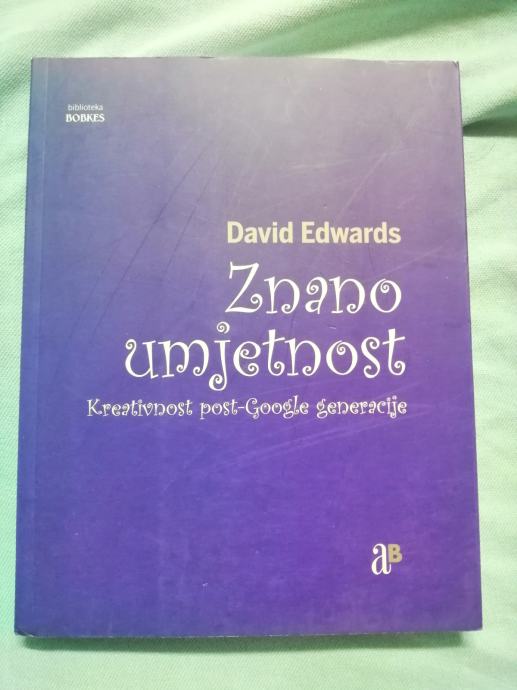 biblioteka
BOBKES
David Edwards
Znano
umjetnost
Kreativnost post-Google generacije
aB